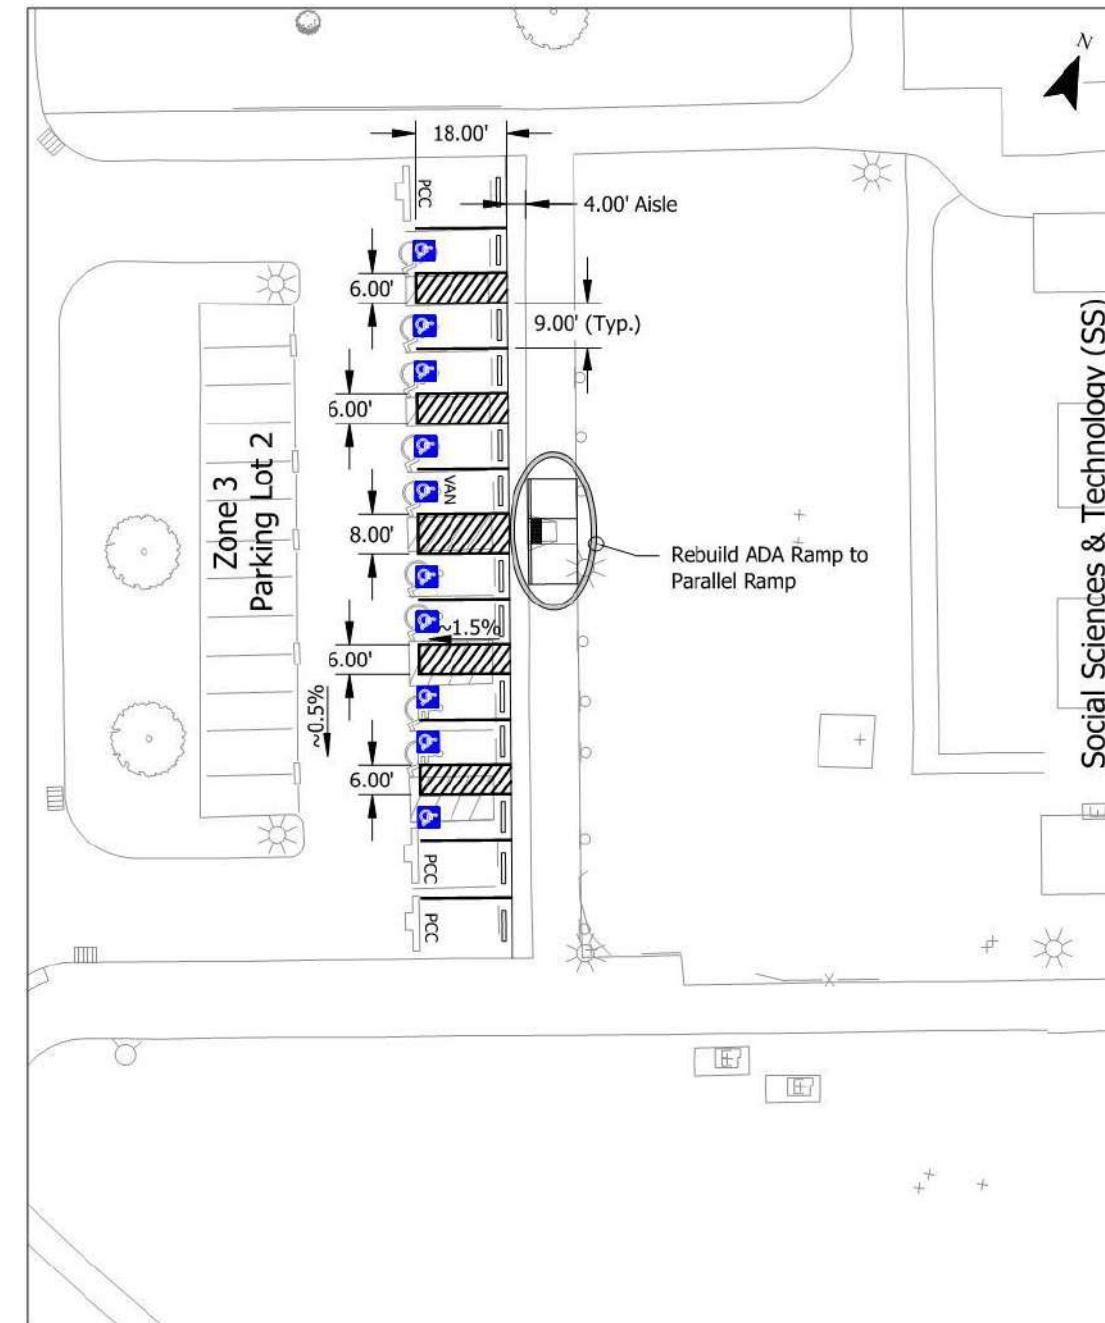 N
18.00'
PCC
4.00' Aisle
6.00'
9.00' (Typ.)
6.00'
VAN
8.00'
Zone 3
Parking Lot 2
Rebuild ADA Ramp to
Parallel Ramp
Social Sciences & Technology (SS)
~1.5%
6.00'
~0.5%
6.00'
PCC
PCC